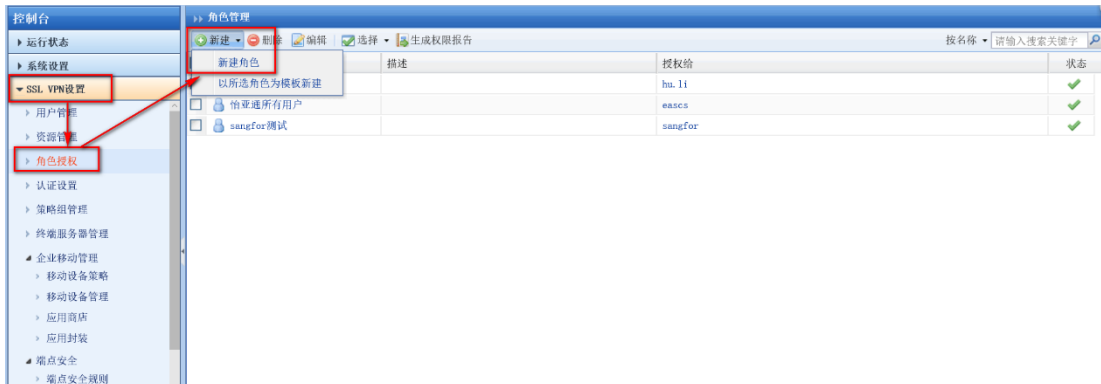 控制台
运行状态
系统设置
SSL VPN设置
用户管理
资源管理
角色授权
认证设置
策略组管理
终端服务器管理
企业移动管理
移动设备策略
移动设备管理
应用商店
应用封装
端点安全
端点安全规则
角色管理
新建 删除 编辑 选择 生成权限报告 按名称 请输入搜索关键字
新建角色
以所选角色为模板新建
描述 授权给 状态
hu.li
怡亚通所有用户 eascs
sangfor测试 sangfor